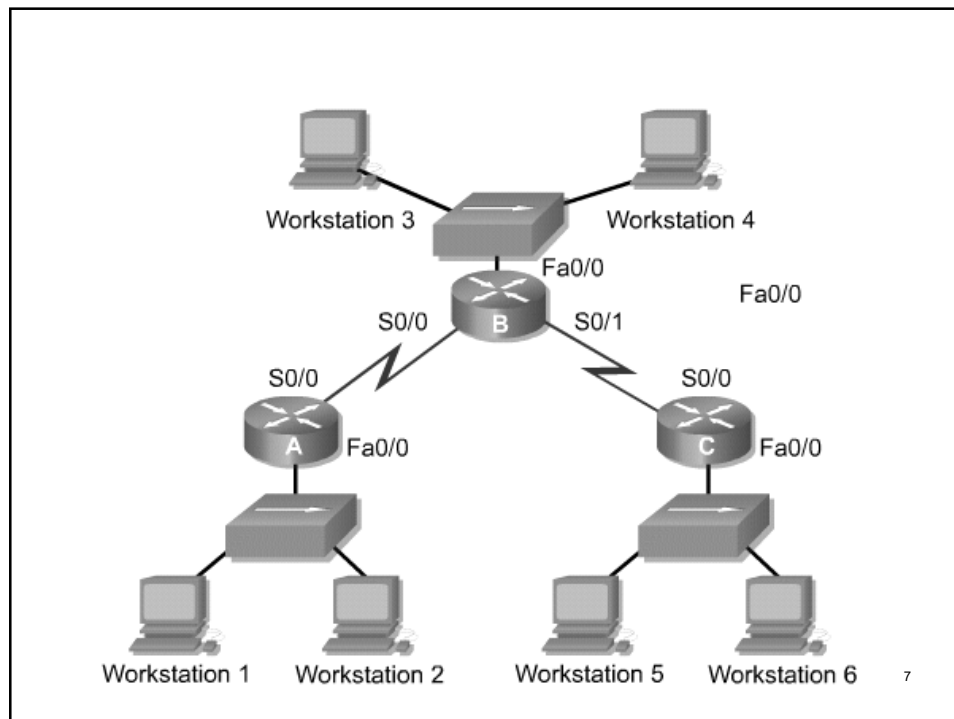 Workstation 3
Workstation 4
Fa0/0
Fa0/0
S0/0
B
S0/1
S0/0
S0/0
A
Fa0/0
C
Fa0/0
Workstation 1
Workstation 2
Workstation 5
Workstation 6
7